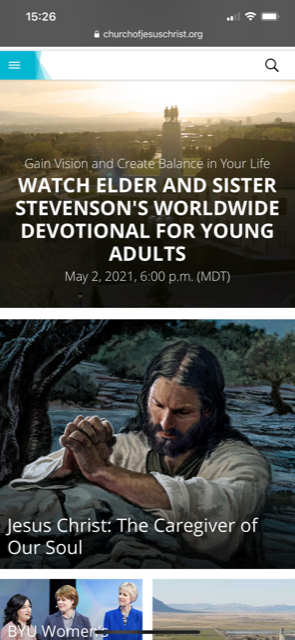 15:26
churchofjesuschrist.org
Gain Vision and Create Balance in Your Life
WATCH ELDER AND SISTER
STEVENSON'S WORLDWIDE
DEVOTIONAL FOR YOUNG
ADULTS
May 2, 2021, 6:00 p.m. (MDT)
Jesus Christ: The Caregiver of
Our Soul
BYU Women's